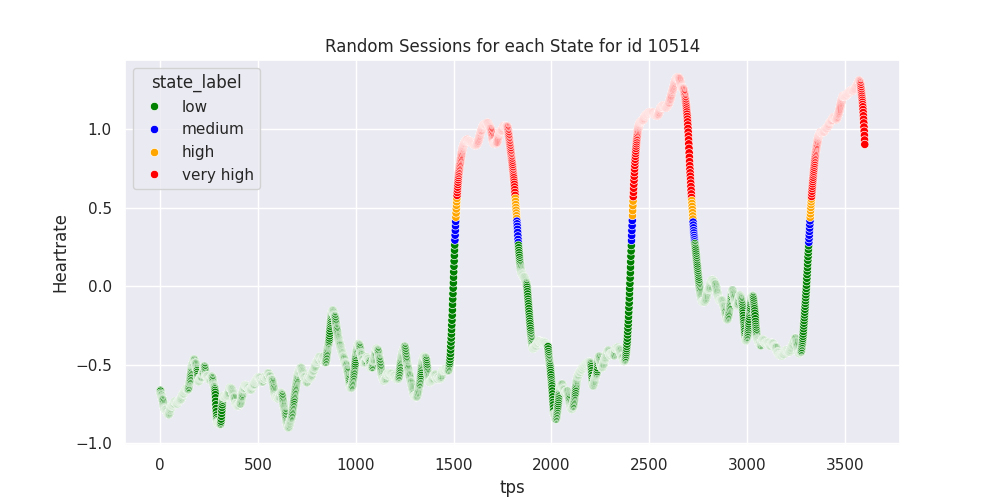 Random Sessions for each State for id 10514
state_label
low
medium
high
very high
Heartrate
1.0
0.5
0.0
−0.5
−1.0
0 500 1000 1500 2000 2500 3000 3500
tps